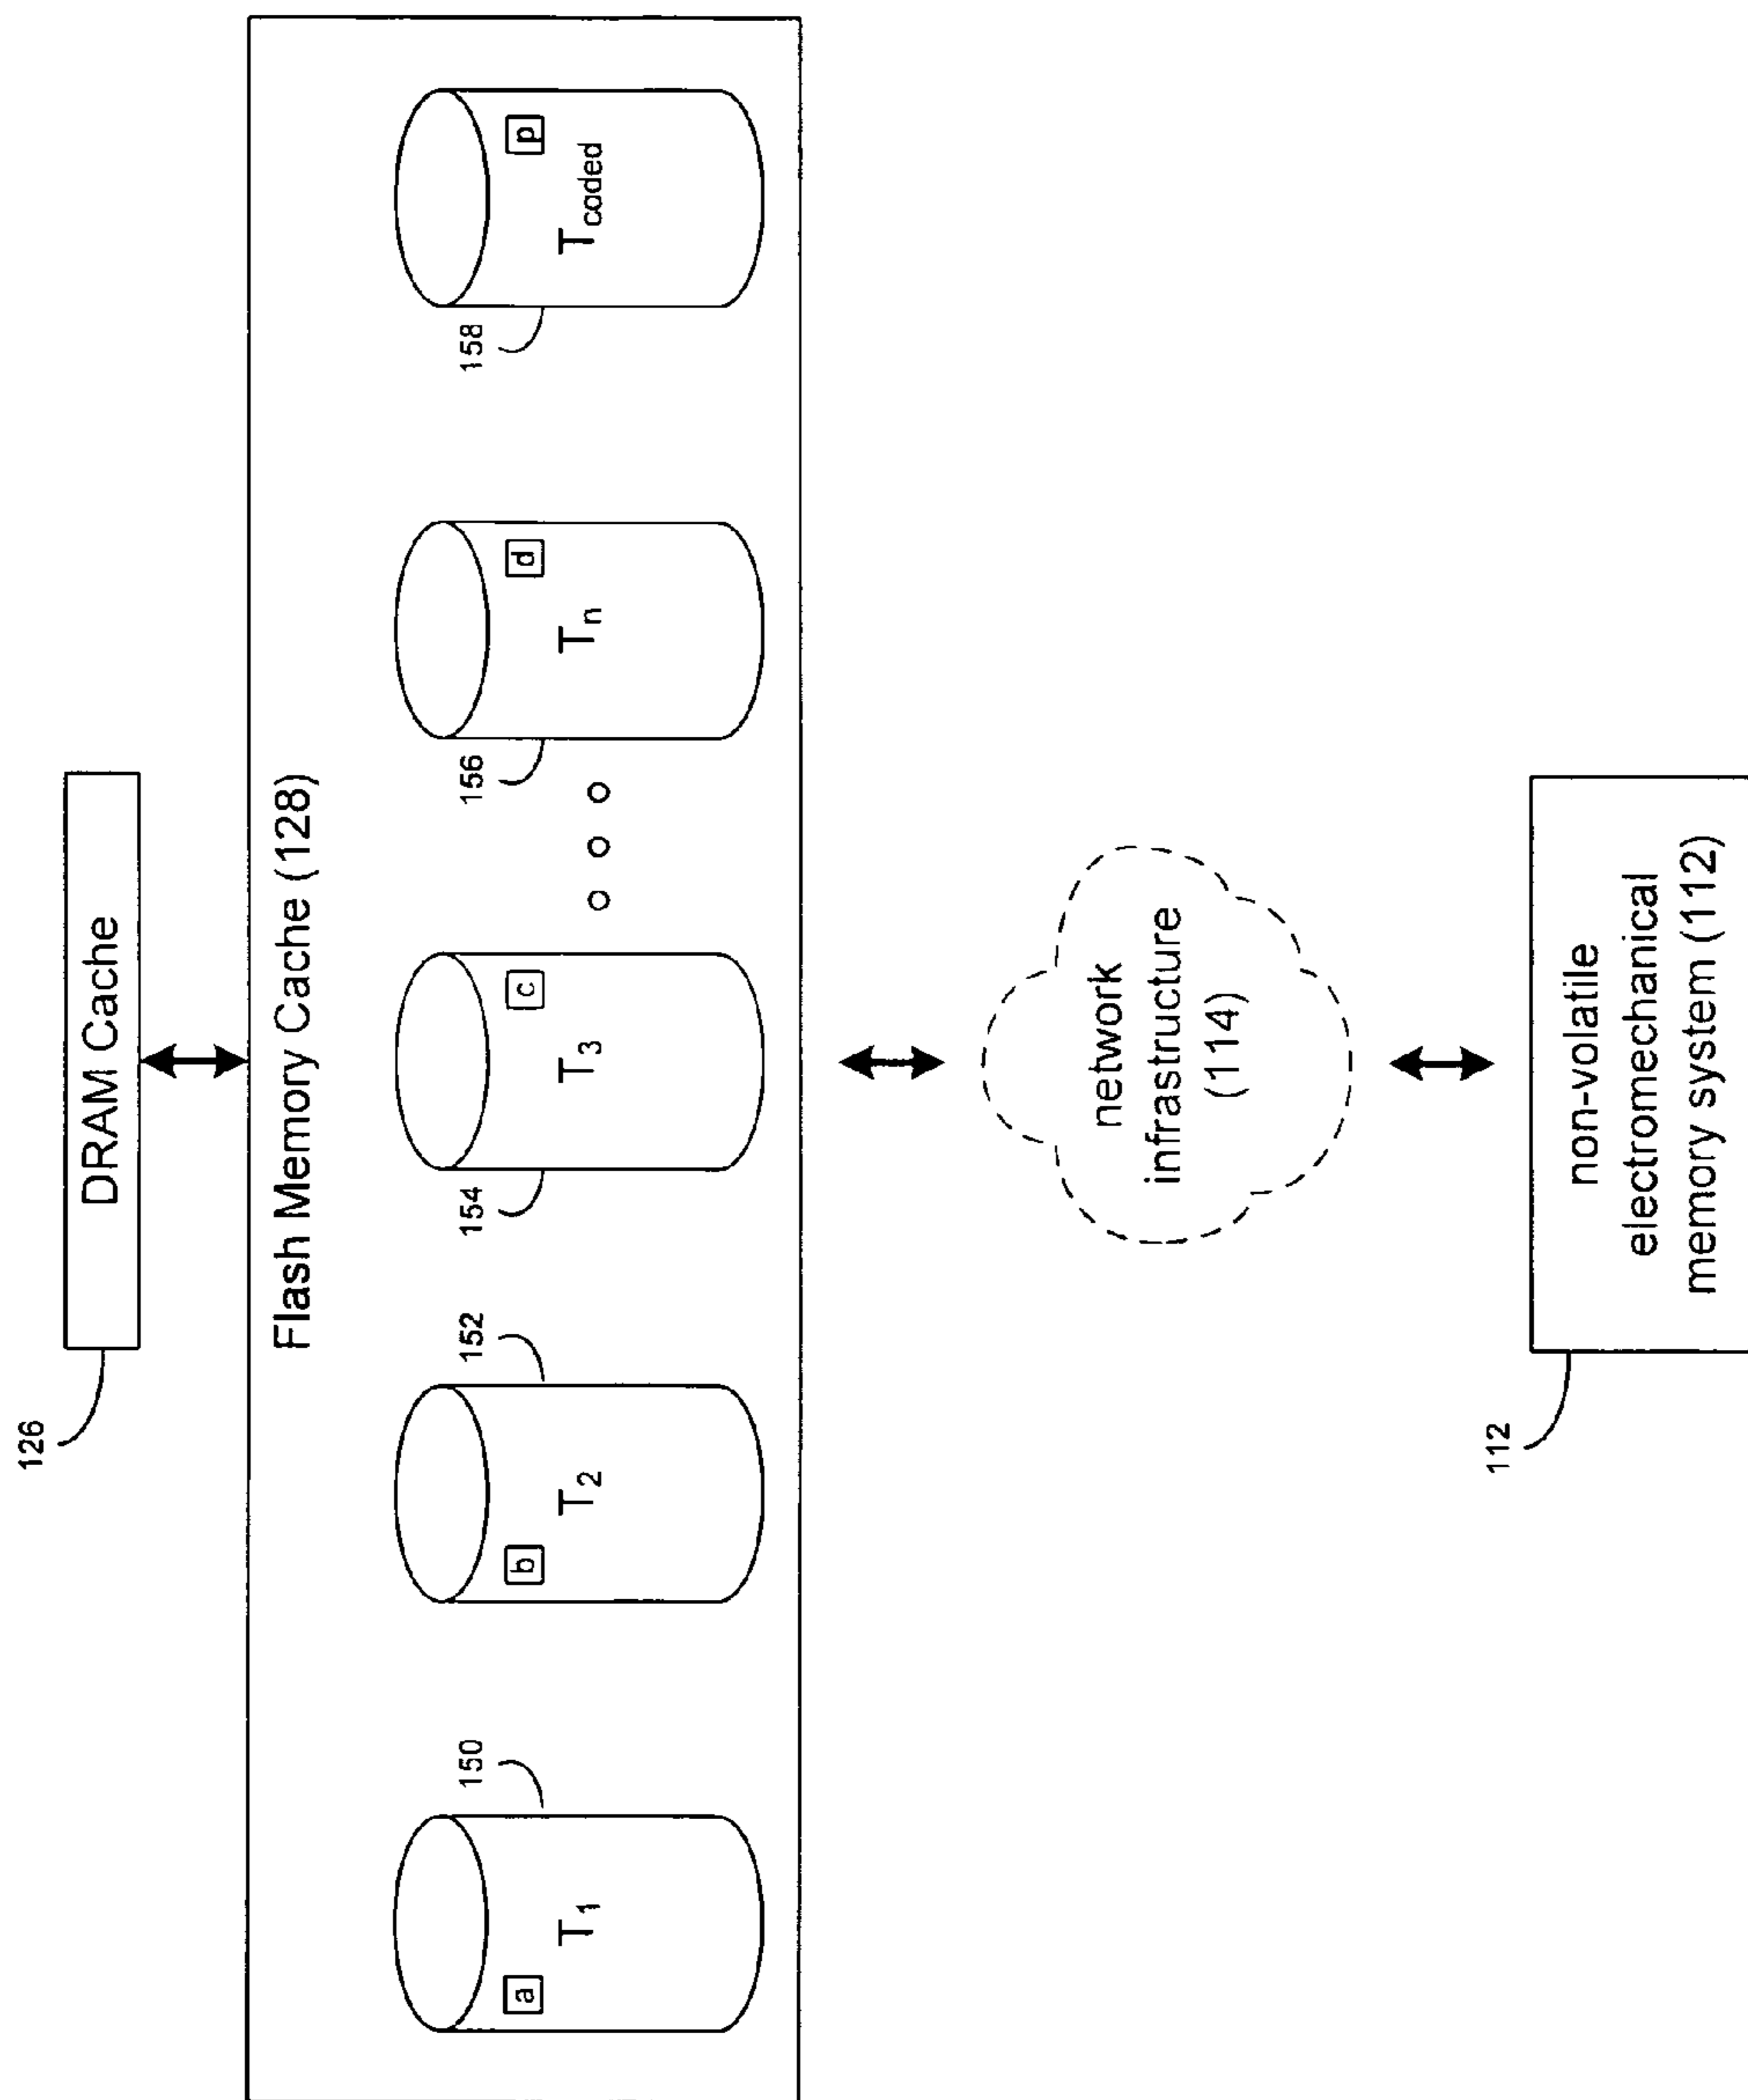 126
DRAM Cache
Flash Memory Cache (128)
150
152
154
156
158
a
b
c
d
p
T1
T2
T3
Tn
Tcoded
network
infrastructure
(114)
112
non-volatile
electromechanical
memory system (112)